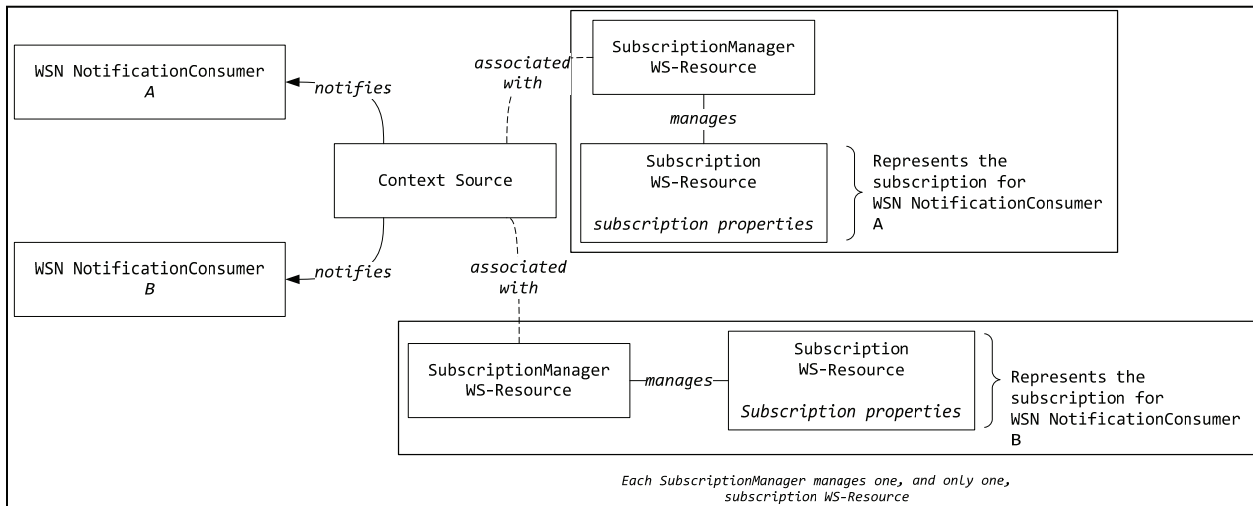 WSN NotificationConsumer
A
notifies
associated
with
SubscriptionManager
WS-Resource
manages
Subscription
WS-Resource
subscription properties
Represents the
subscription for
WSN NotificationConsumer
A
Context Source
WSN NotificationConsumer
B
notifies
associated
with
SubscriptionManager
WS-Resource
manages
Subscription
WS-Resource
Subscription properties
Represents the
subscription for
WSN NotificationConsumer
B
Each SubscriptionManager manages one, and only one,
subscription WS-Resource